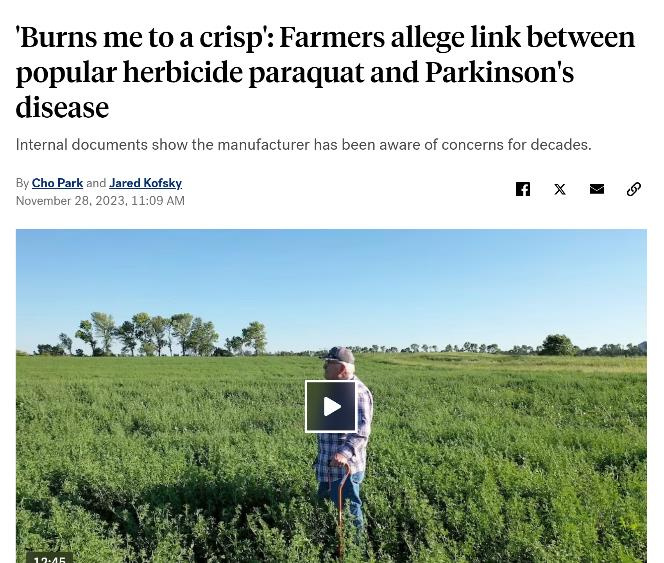 'Burns me to a crisp': Farmers allege link between
popular herbicide paraquat and Parkinson's
disease
Internal documents show the manufacturer has been aware of concerns for decades.
By Cho Park and Jared Kofsky
November 28, 2023, 11:09 AM
12:45